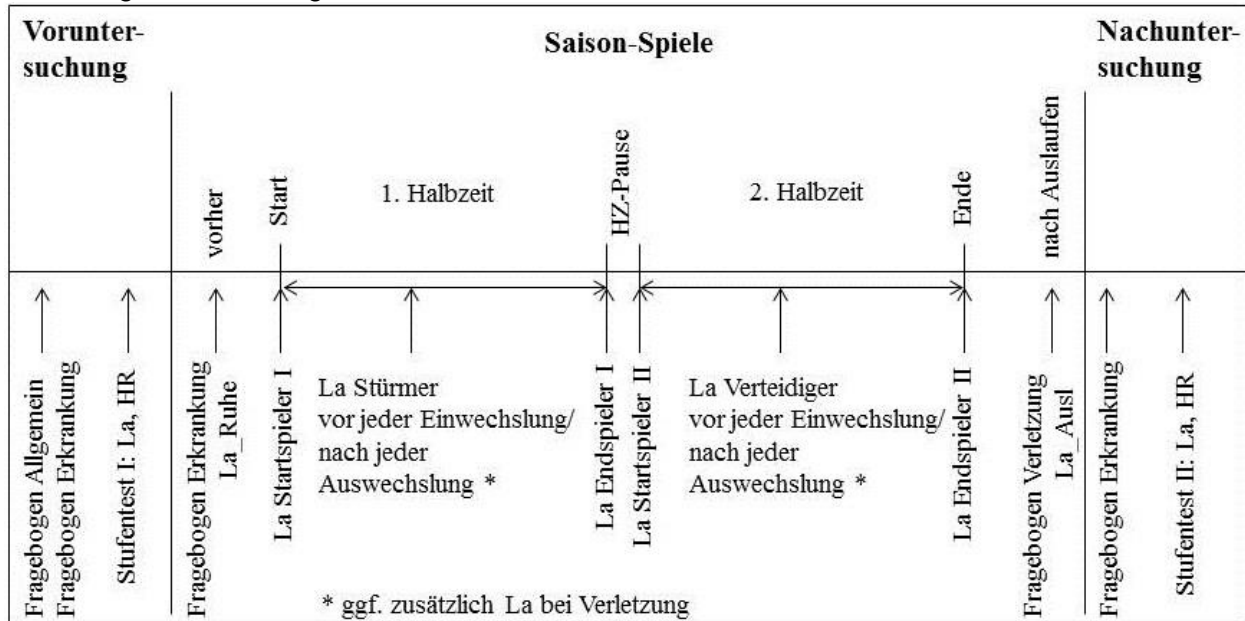 Vorunter-
suchung
Saison-Spiele
Nachunter-
suchung
vorher
Start
1. Halbzeit
HZ-Pause
2. Halbzeit
Ende
nach Auslaufen
Fragebogen Allgemein
Fragebogen Erkrankung
Stufentest I: La, HR
Fragebogen Erkrankung
La_Ruhe
La Startspieler I
La Stürmer
vor jeder Einwechslung/
nach jeder
Auswechslung *
La Endspieler I
La Startspieler II
La Verteidiger
vor jeder Einwechslung/
nach jeder
Auswechslung *
La Endspieler II
Fragebogen Verletzung
La_Ausl
Fragebogen Erkrankung
Stufentest II: La, HR
* ggf. zusätzlich La bei Verletzung